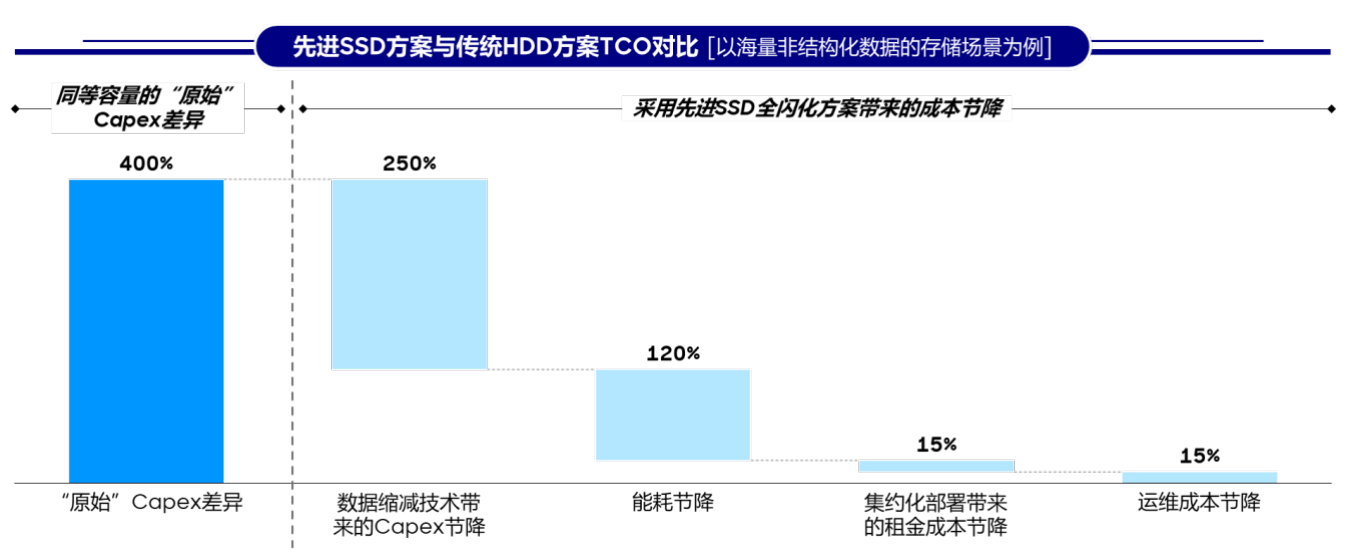 先进SSD方案与传统HDD方案TCO对比 [以海量非结构化数据的存储场景为例]
同等容量的“原始”
Capex差异
采用先进SSD全闪化方案带来的成本节降
400%
250%
120%
15%
15%
“原始”Capex差异
数据缩减技术带
来的Capex节降
能耗节降
集约化部署带来
的租金成本节降
运维成本节降